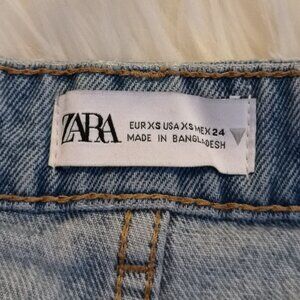 ZARA
EUR XS USA XS MEX 24
MADE IN BANGLADESH